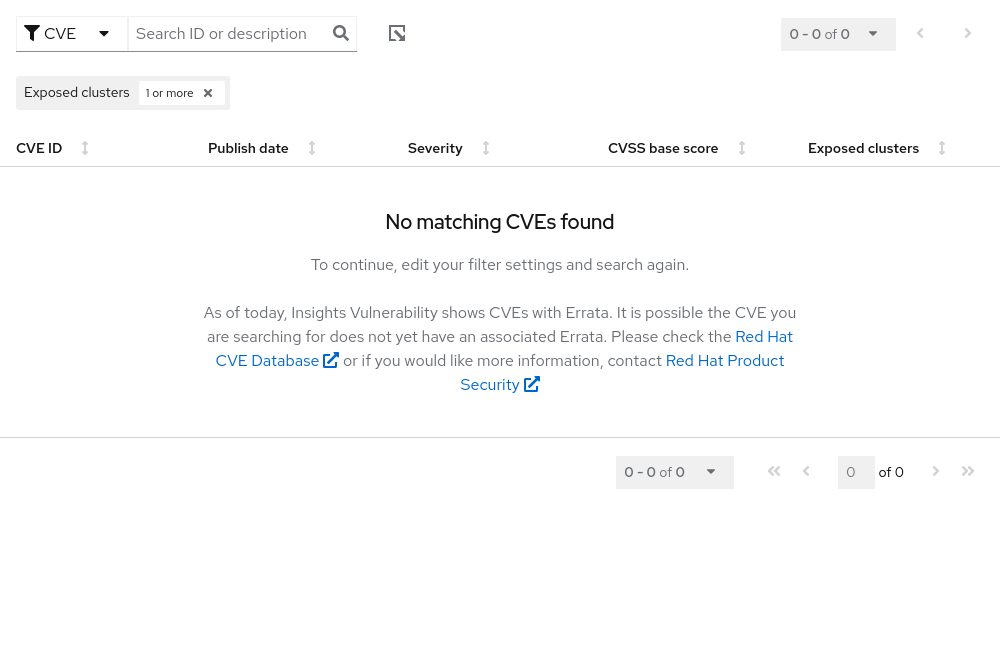 CVE
Search ID or description
0 - 0 of 0
Exposed clusters
1 or more
CVE ID
Publish date
Severity
CVSS base score
Exposed clusters
No matching CVEs found
To continue, edit your filter settings and search again.
As of today, Insights Vulnerability shows CVEs with Errata. It is possible the CVE you
are searching for does not yet have an associated Errata. Please check the Red Hat
CVE Database or if you would like more information, contact Red Hat Product
Security
0 - 0 of 0
0 of 0